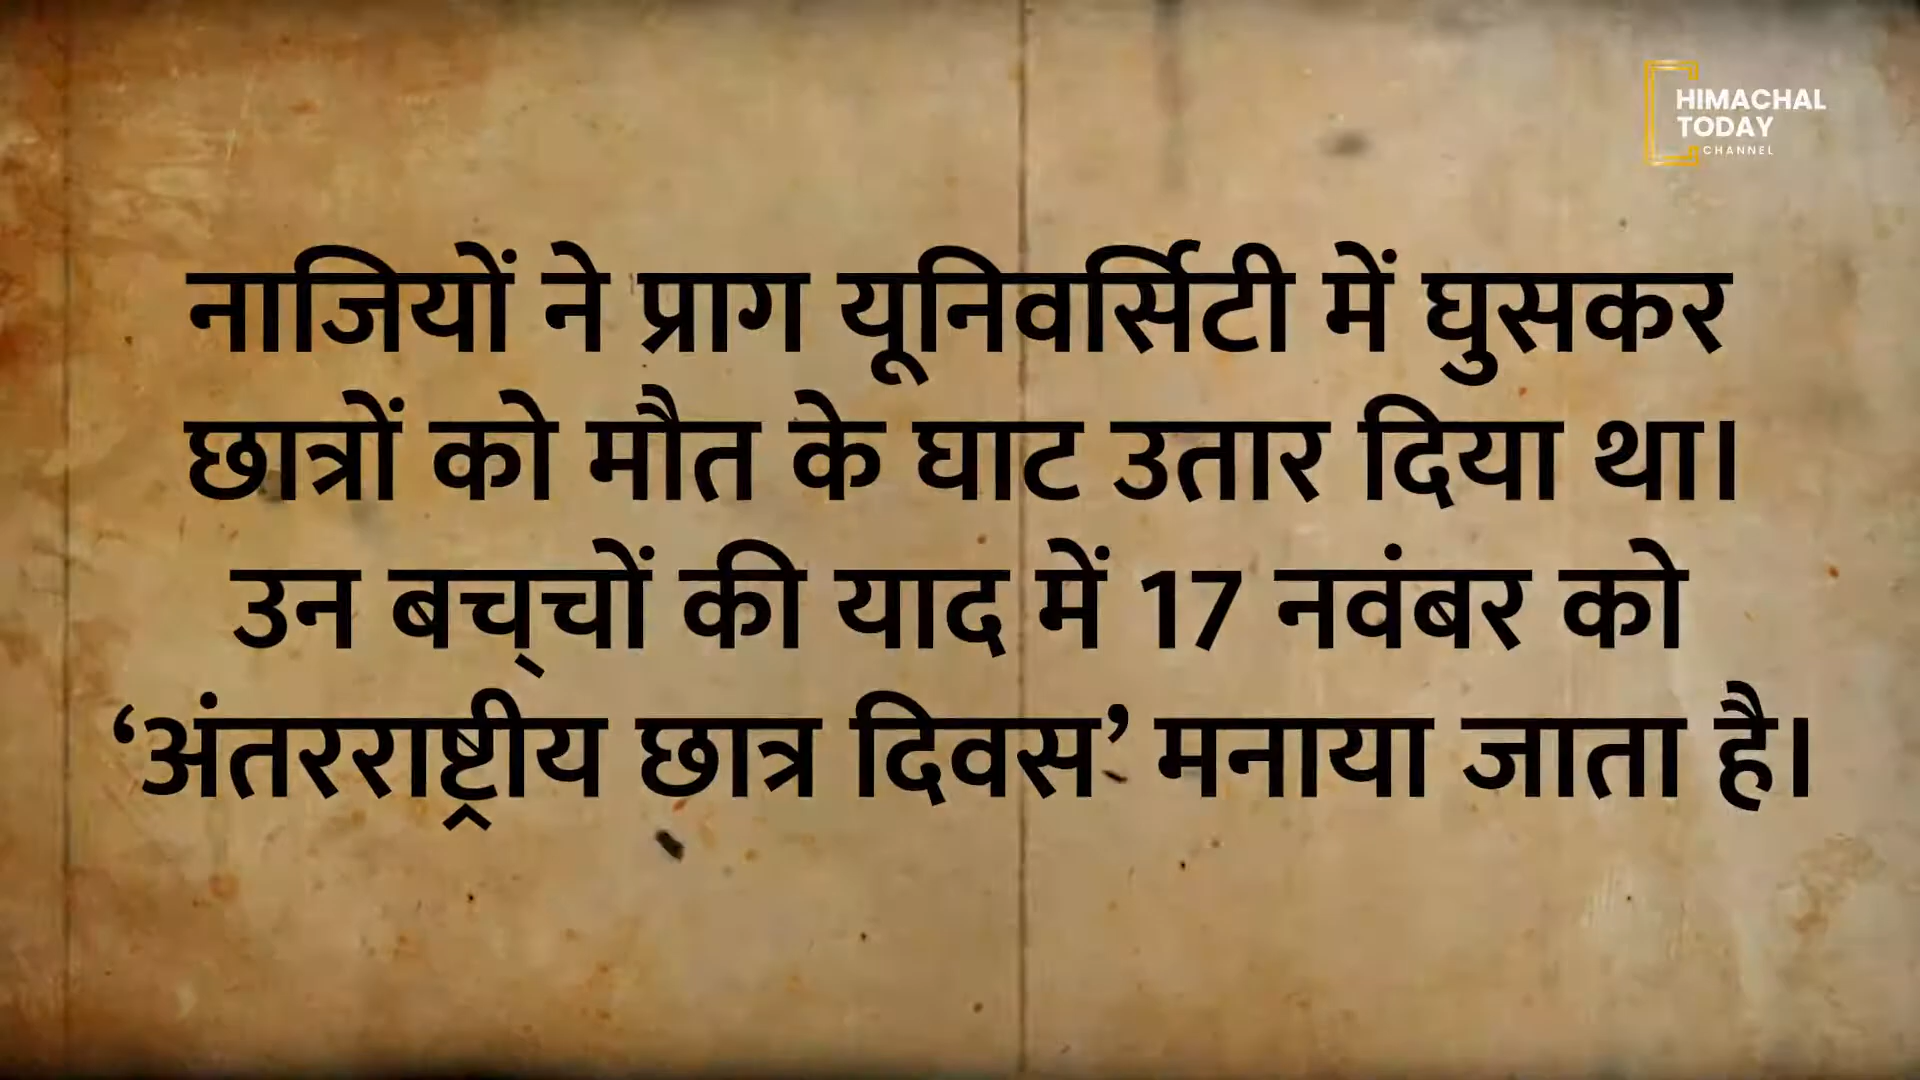 HIMACHAL
TODAY
CHANNEL
नाजियों ने प्राग यूनिवर्सिटी में घुसकर
छात्रों को मौत के घाट उतार दिया था।
उन बच्‌चों की याद में 17 नवंबर को
‘अंतरराष्ट्रीय छात्र दिवस’ मनाया जाता है।